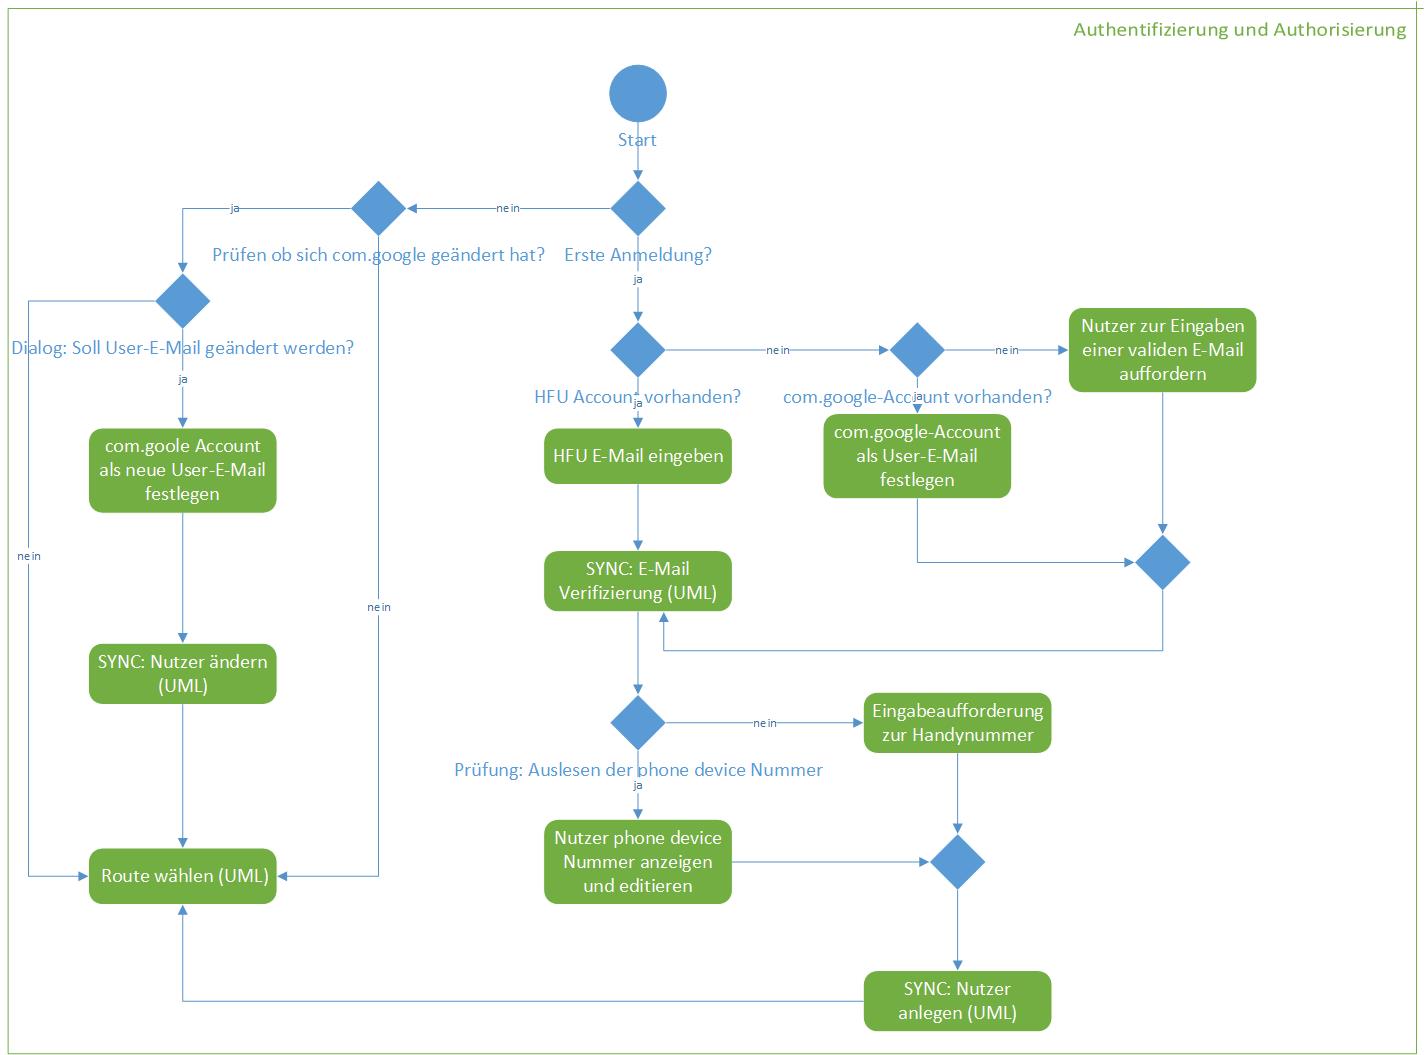 Authentifizierung und Authorisierung
Start
ja
nein
Prüfen ob sich com.google geändert hat?
Erste Anmeldung?
ja
Dialog: Soll User-E-Mail geändert werden?
ja
nein
nein
Nutzer zur Eingaben
einer validen E-Mail
auffordern
HFU Account vorhanden?
ja
com.google-Account vorhanden?
ja
com.goole Account
als neue User-E-Mail
festlegen
HFU E-Mail eingeben
com.google-Account
als User-E-Mail
festlegen
nein
nein
SYNC: E-Mail
Verifizierung (UML)
SYNC: Nutzer ändern
(UML)
nein
Eingabeaufforderung
zur Handynummer
Prüfung: Auslesen der phone device Nummer
ja
Nutzer phone device
Nummer anzeigen
und editieren
Route wählen (UML)
SYNC: Nutzer
anlegen (UML)